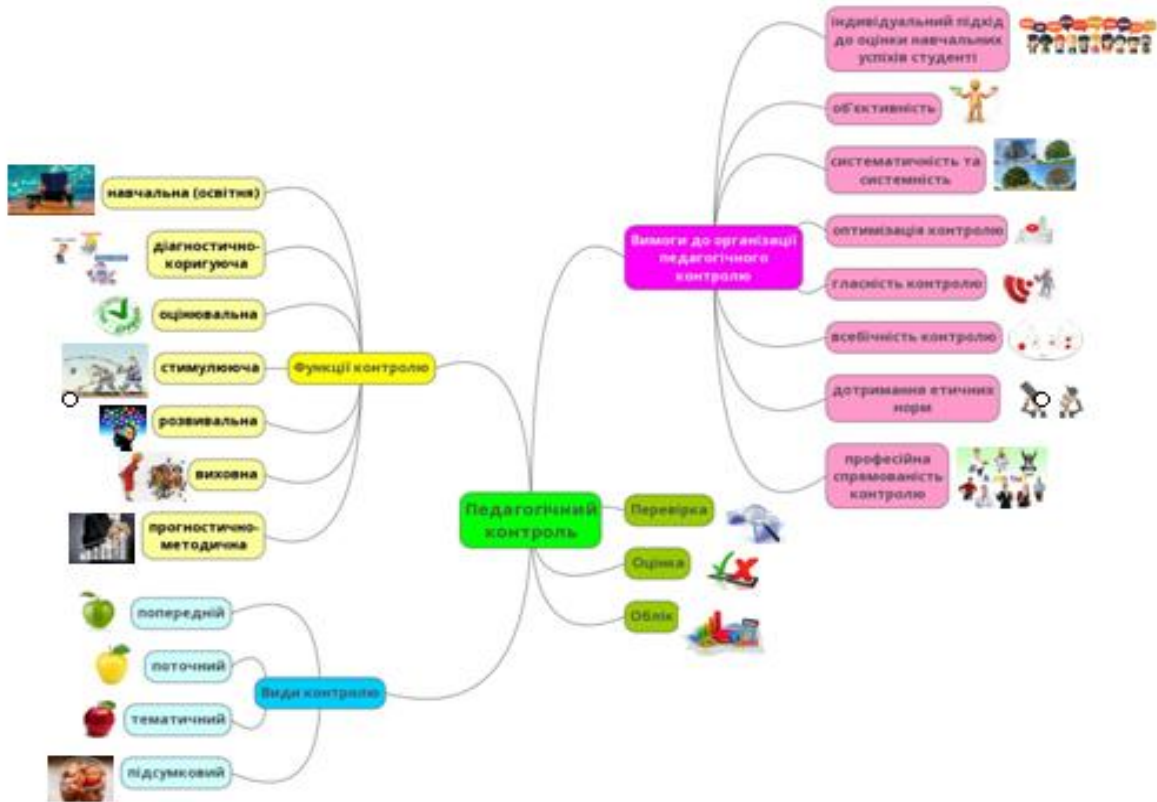 Педагогічний
контроль
Вимоги до організації
педагогічного
контролю
індивідуальний підхід
до оцінки навчальних
успіхів студенті
об'єктивність
систематичність та
системність
оптимізація контролю
гласність контролю
всебічність контролю
дотримання етичних
норм
професійна
спрямованість
контролю
Перевірка
Оцінка
Облік
Функції контролю
навчальна (освітня)
діагностично-
коригуюча
оцінювальна
стимулююча
розвивальна
виховна
прогностично-
методична
Види контролю
попередній
поточний
тематичний
підсумковий